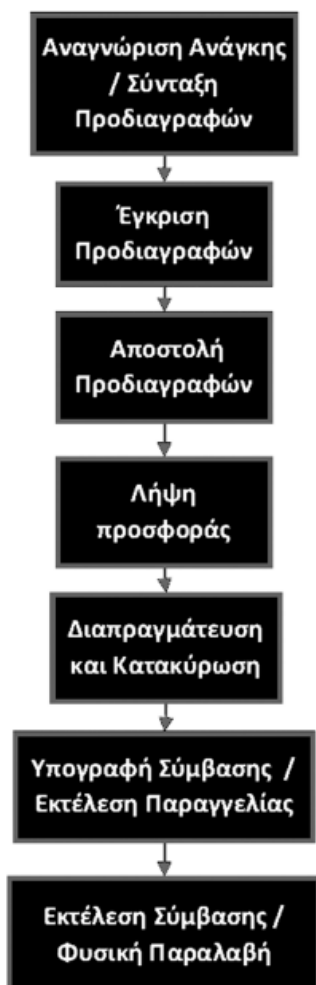 Αναγνώριση Ανάγκης
/ Σύνταξη
Προδιαγραφών
Έγκριση
Προδιαγραφών
Αποστολή
Προδιαγραφών
Λήψη
προσφοράς
Διαπραγμάτευση
και Κατακύρωση
Υπογραφή Σύμβασης /
Εκτέλεση Παραγγελίας
Εκτέλεση Σύμβασης /
Φυσική Παραλαβή